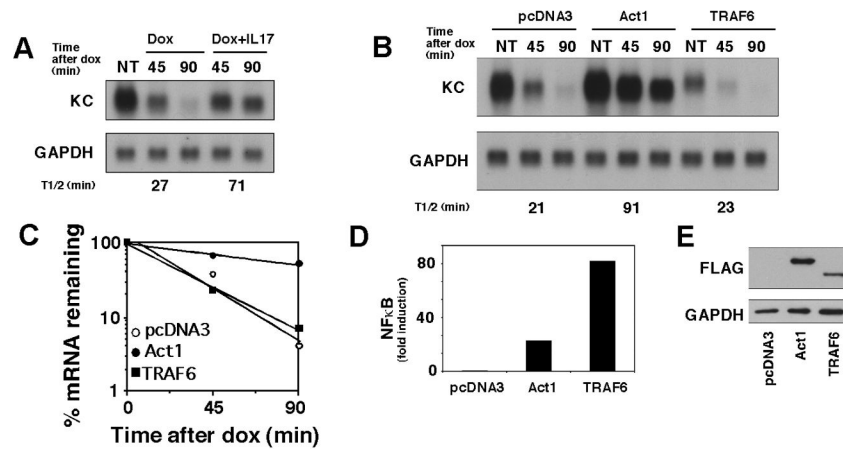 A
Time
after dox
(min)
Dox
Dox+IL17
NT 45 90 45 90
KC
GAPDH
T1/2 (min) 27 71
B
Time
after dox
(min)
pcDNA3 Act1 TRAF6
NT 45 90 NT 45 90 NT 45 90
KC
GAPDH
T1/2 (min) 21 91 23
C
% mRNA remaining
100
10
1
pcDNA3
Act1
TRAF6
0 45 90
Time after dox (min)
D
NFκB
(fold induction)
80
40
0
pcDNA3 Act1 TRAF6
E
FLAG
GAPDH
pcDNA3
Act1
TRAF6